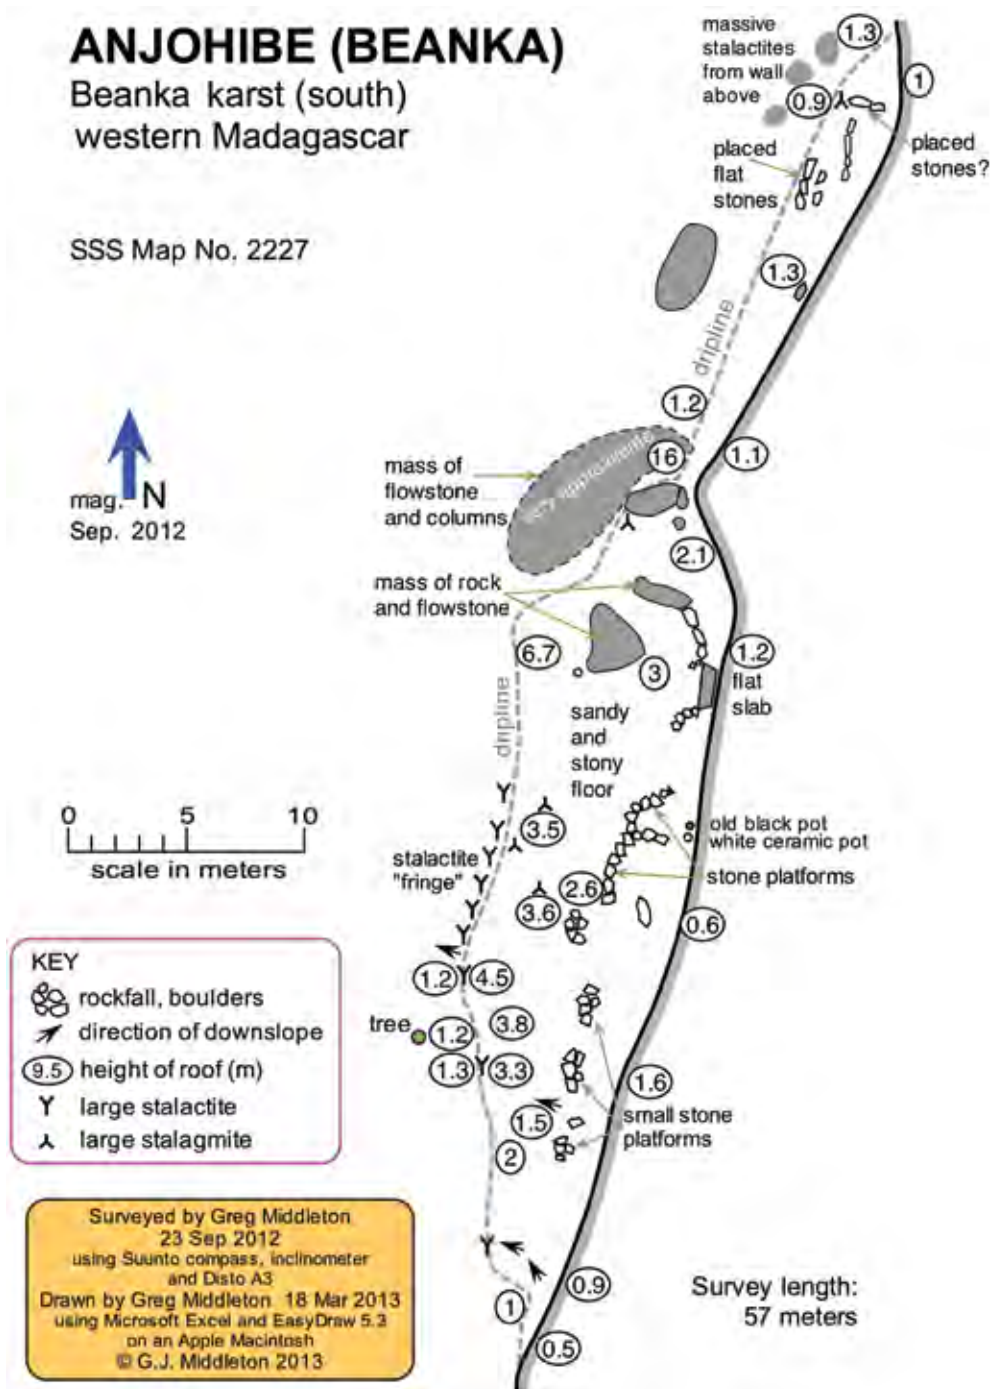 ANJOHIBE (BEANKA)
Beanka karst (south)
western Madagascar
SSS Map No. 2227
massive
stalactites
from wall
above
1.3
1
0.9
placed
stones?
placed
flat
stones
1.3
dripline
1.2
very approximate
16
1.1
mass of
flowstone
and columns
mag. N
Sep. 2012
2.1
mass of rock
and flowstone
6.7
3
1.2
flat
slab
sandy
and
stony
floor
dripline
0 5 10
scale in meters
3.5
old black pot
white ceramic pot
stalactite
"fringe"
2.6
stone platforms
3.6
0.6
1.2
4.5
3.8
tree
1.2
1.3
3.3
1.6
1.5
small stone
platforms
2
KEY
rockfall, boulders
direction of downslope
9.5 height of roof (m)
large stalactite
large stalagmite
Surveyed by Greg Middleton
23 Sep 2012
using Suunto compass, inclinometer
and Disto A3
Drawn by Greg Middleton 18 Mar 2013
using Microsoft Excel and EasyDraw 5.3
on an Apple Macintosh
© G.J. Middleton 2013
0.9
1
0.5
Survey length:
57 meters